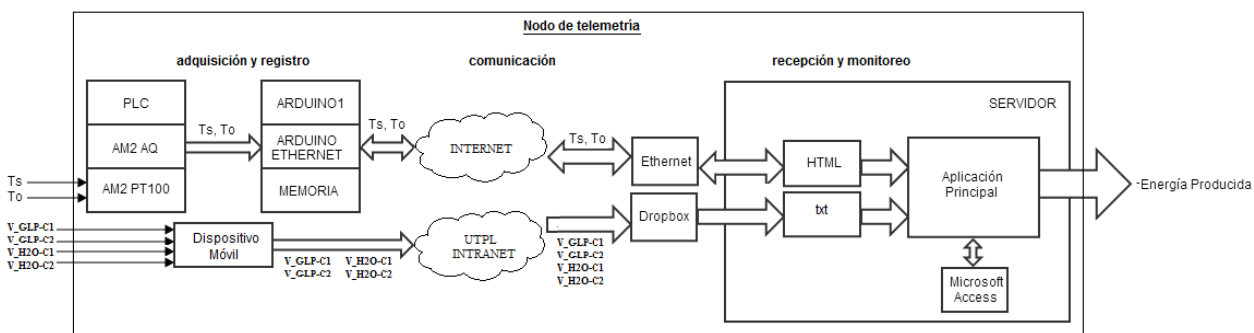 Nodo de telemetría
adquisición y registro
comunicación
recepción y monitoreo
SERVIDOR
PLC
AM2 AQ
AM2 PT100
Ts, To
ARDUINO1
ARDUINO
ETHERNET
MEMORIA
Ts, To
INTERNET
Ts, To
Ethernet
HTML
Aplicación
Principal
-Energía Producida
Ts
To
V_GLP-C1
V_GLP-C2
V_H2O-C1
V_H2O-C2
Dispositivo
Móvil
V_GLP-C1 V_H2O-C1
V_GLP-C2 V_H2O-C2
UTPL
INTRANET
V_GLP-C1
V_GLP-C2
V_H2O-C1
V_H2O-C2
Dropbox
txt
Microsoft
Access